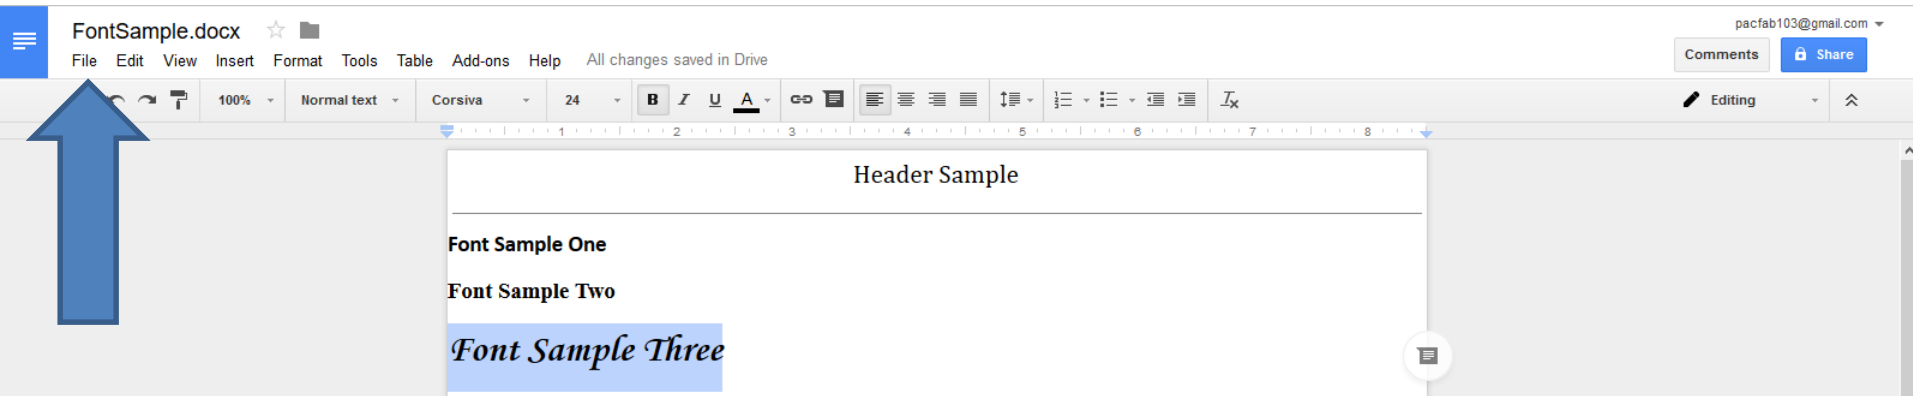 FontSample.docx
pacfab103@gmail.com
File Edit View Insert Format Tools Table Add-ons Help All changes saved in Drive
Comments Share
100% Normal text Corsiva 24 B I U A Editing
1 2 3 4 5 6 7 8
Header Sample
Font Sample One
Font Sample Two
Font Sample Three